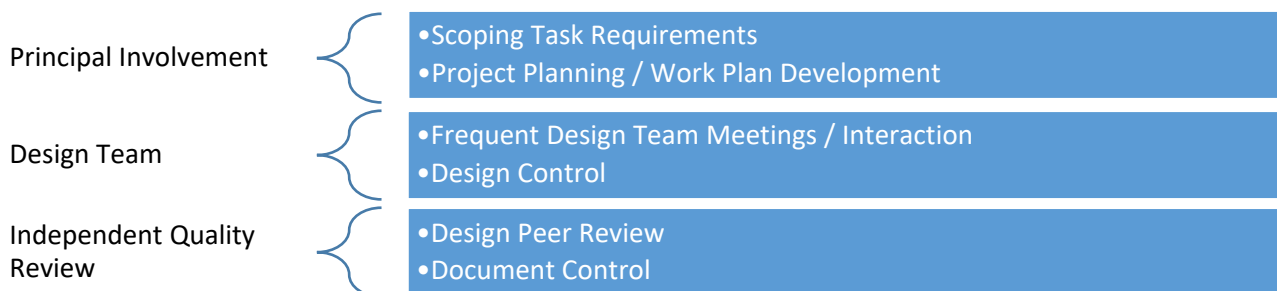 Principal Involvement
•Scoping Task Requirements
•Project Planning / Work Plan Development
Design Team
•Frequent Design Team Meetings / Interaction
•Design Control
Independent Quality
Review
•Design Peer Review
•Document Control